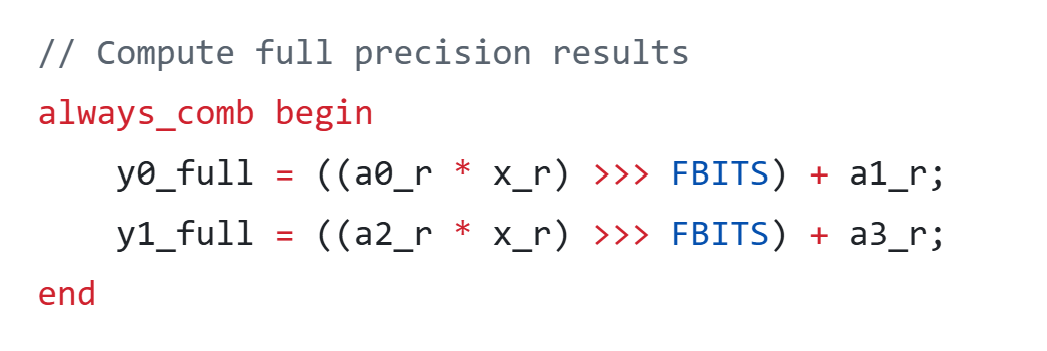 // Compute full precision results
always_comb begin
    y0_full = ((a0_r * x_r) >>> FBITS) + a1_r;
    y1_full = ((a2_r * x_r) >>> FBITS) + a3_r;
end